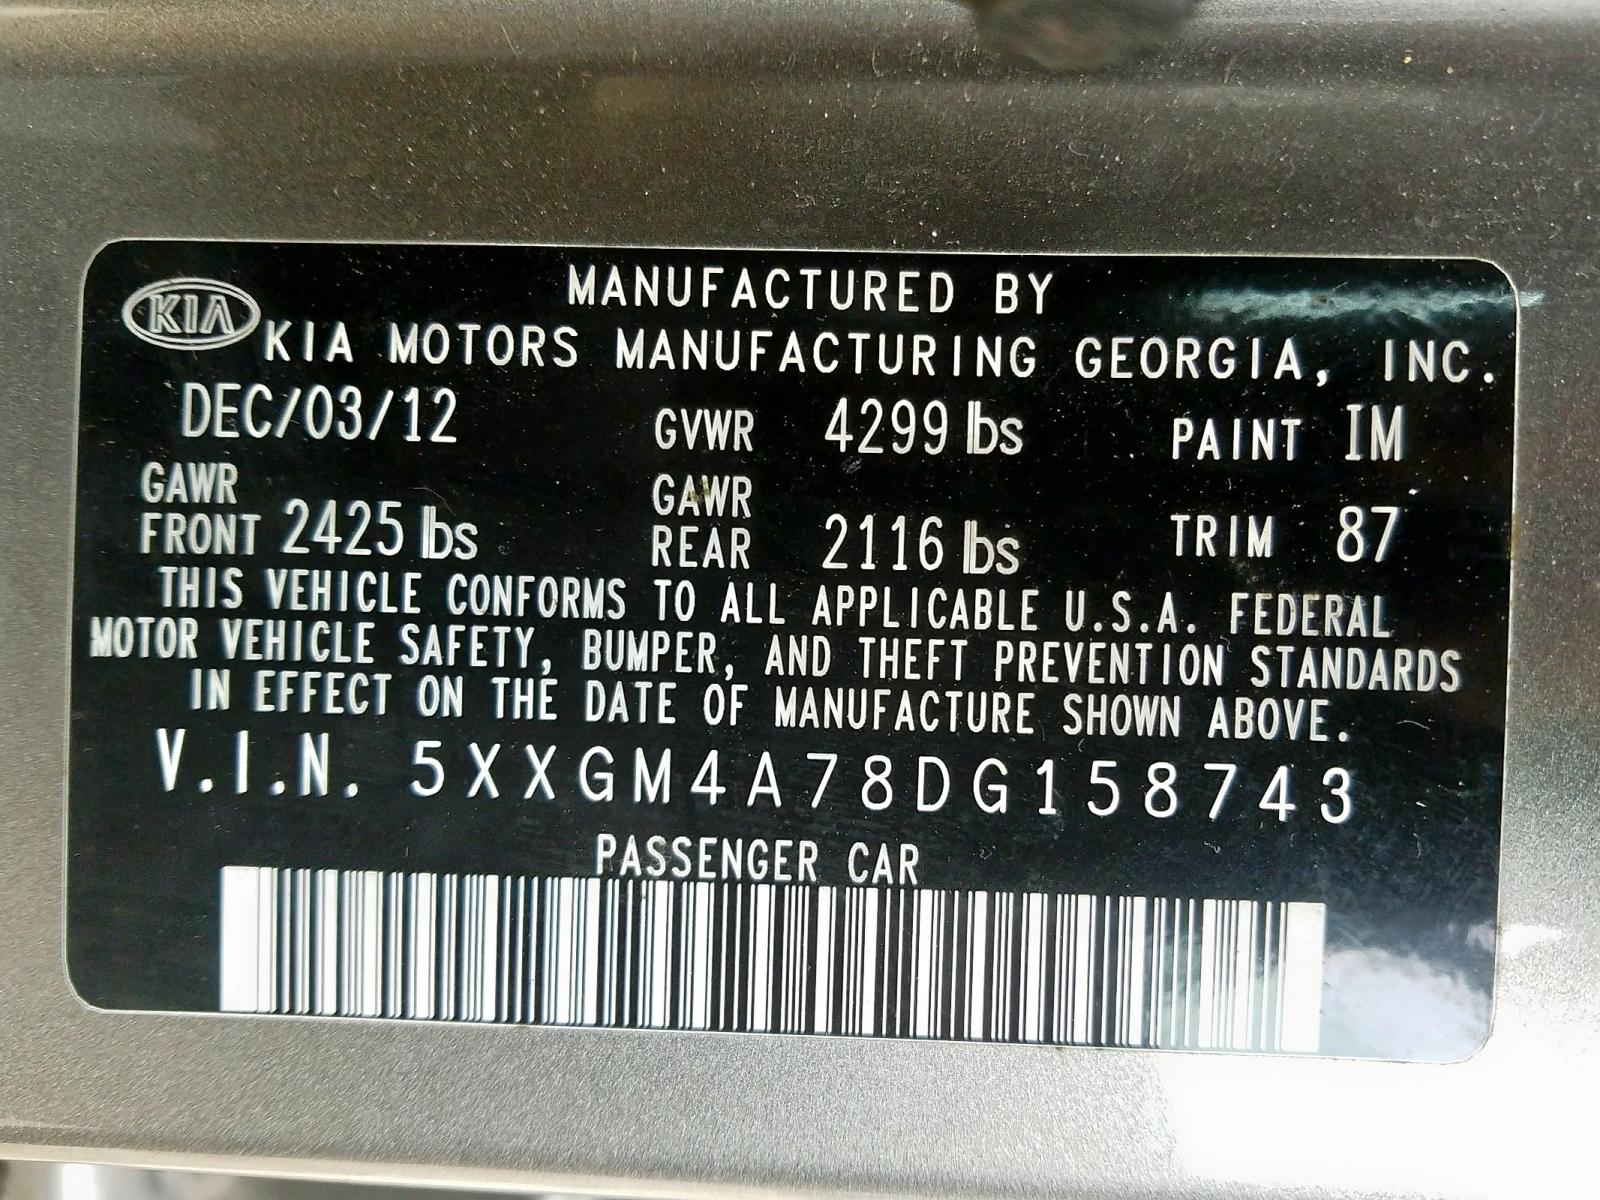 MANUFACTURED BY
KIA KIA MOTORS MANUFACTURING GEORGIA, INC.
DEC/03/12 GVWR 4299 lbs PAINT IM
GAWR FRONT 2425 lbs GAWR REAR 2116 lbs TRIM 87
THIS VEHICLE CONFORMS TO ALL APPLICABLE U.S.A. FEDERAL
MOTOR VEHICLE SAFETY, BUMPER, AND THEFT PREVENTION STANDARDS
IN EFFECT ON THE DATE OF MANUFACTURE SHOWN ABOVE.
V.I.N. 5XXGM4A78DG158743
PASSENGER CAR